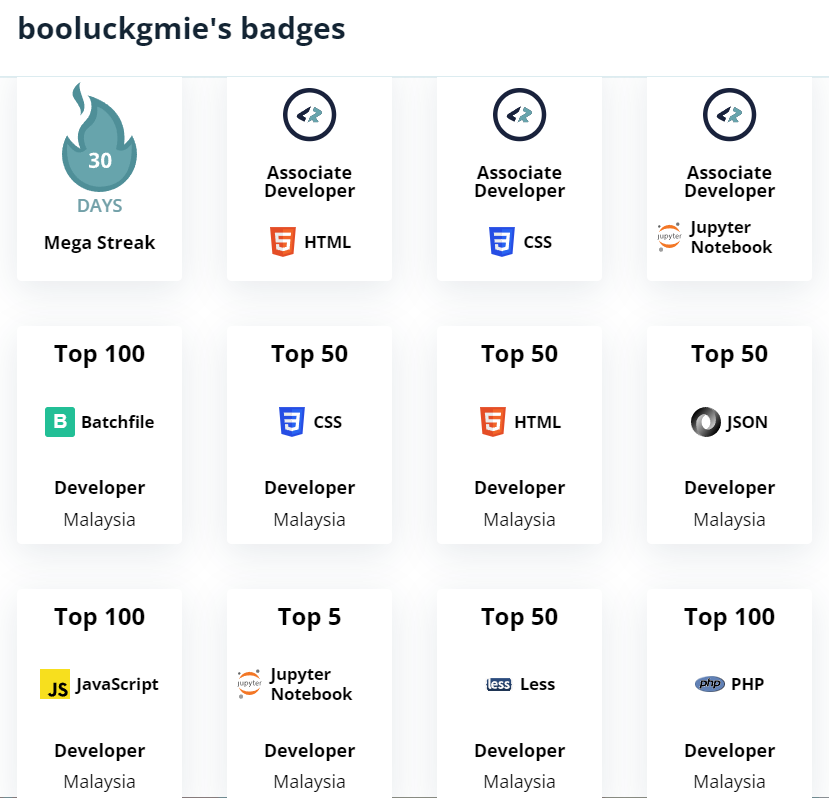 booluckgmie's badges
30
DAYS
Mega Streak
Associate
Developer
HTML
Associate
Developer
CSS
Associate
Developer
jupyter
Jupyter
Notebook
Top 100
B
Batchfile
Developer
Malaysia
Top 50
CSS
Developer
Malaysia
Top 50
HTML
Developer
Malaysia
Top 50
JSON
Developer
Malaysia
Top 100
JS
JavaScript
Developer
Malaysia
Top 5
jupyter
Jupyter
Notebook
Developer
Malaysia
Top 50
less
Less
Developer
Malaysia
Top 100
php
PHP
Developer
Malaysia